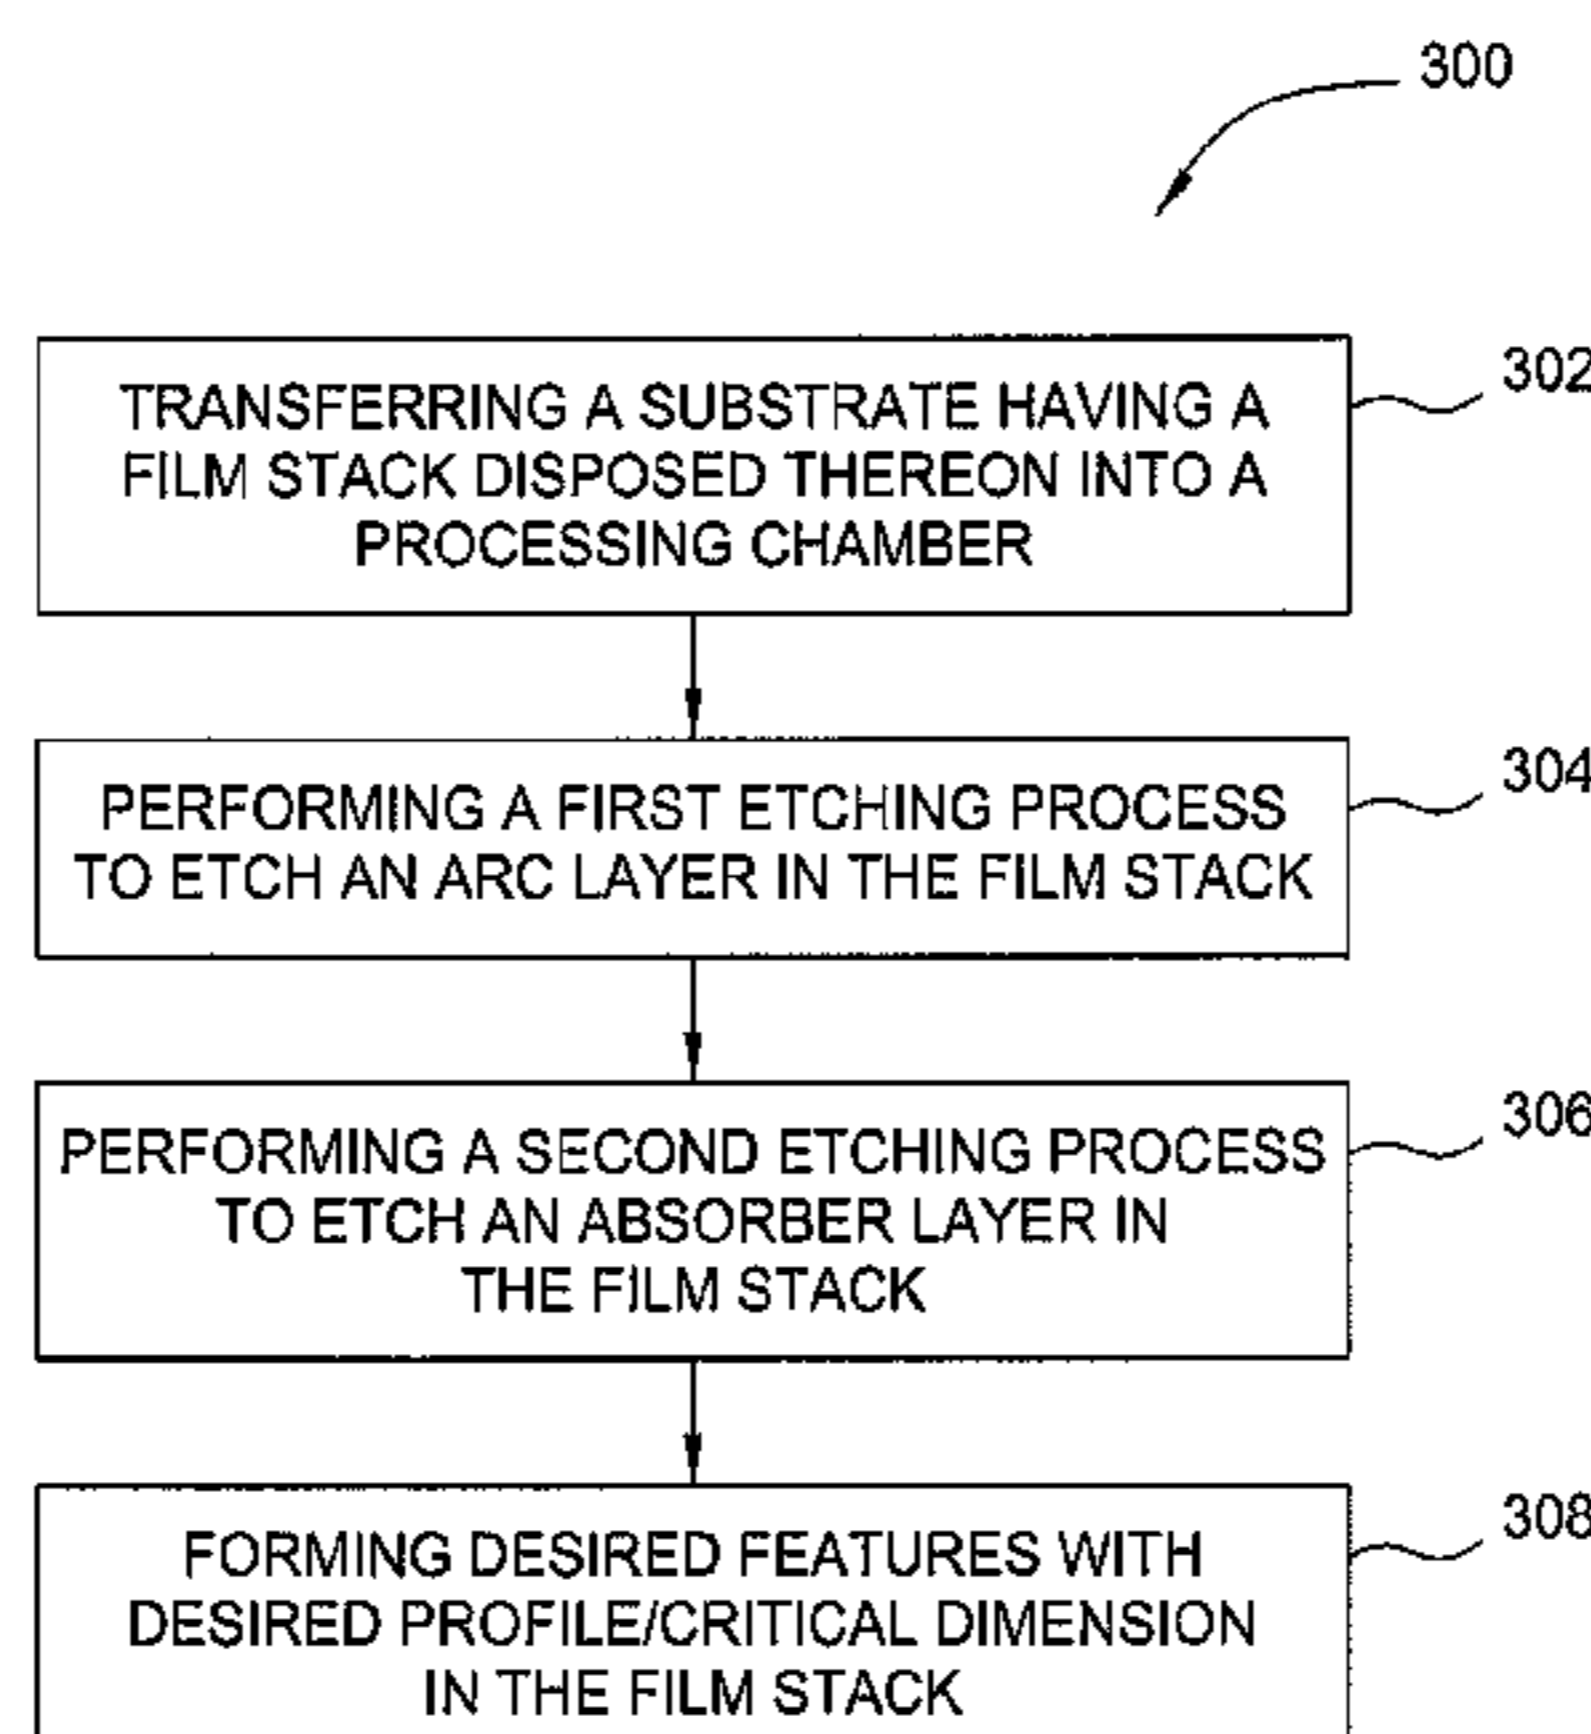 300
302
TRANSFERRING A SUBSTRATE HAVING A
FILM STACK DISPOSED THEREON INTO A
PROCESSING CHAMBER
304
PERFORMING A FIRST ETCHING PROCESS
TO ETCH AN ARC LAYER IN THE FILM STACK
306
PERFORMING A SECOND ETCHING PROCESS
TO ETCH AN ABSORBER LAYER IN
THE FILM STACK
308
FORMING DESIRED FEATURES WITH
DESIRED PROFILE/CRITICAL DIMENSION
IN THE FILM STACK